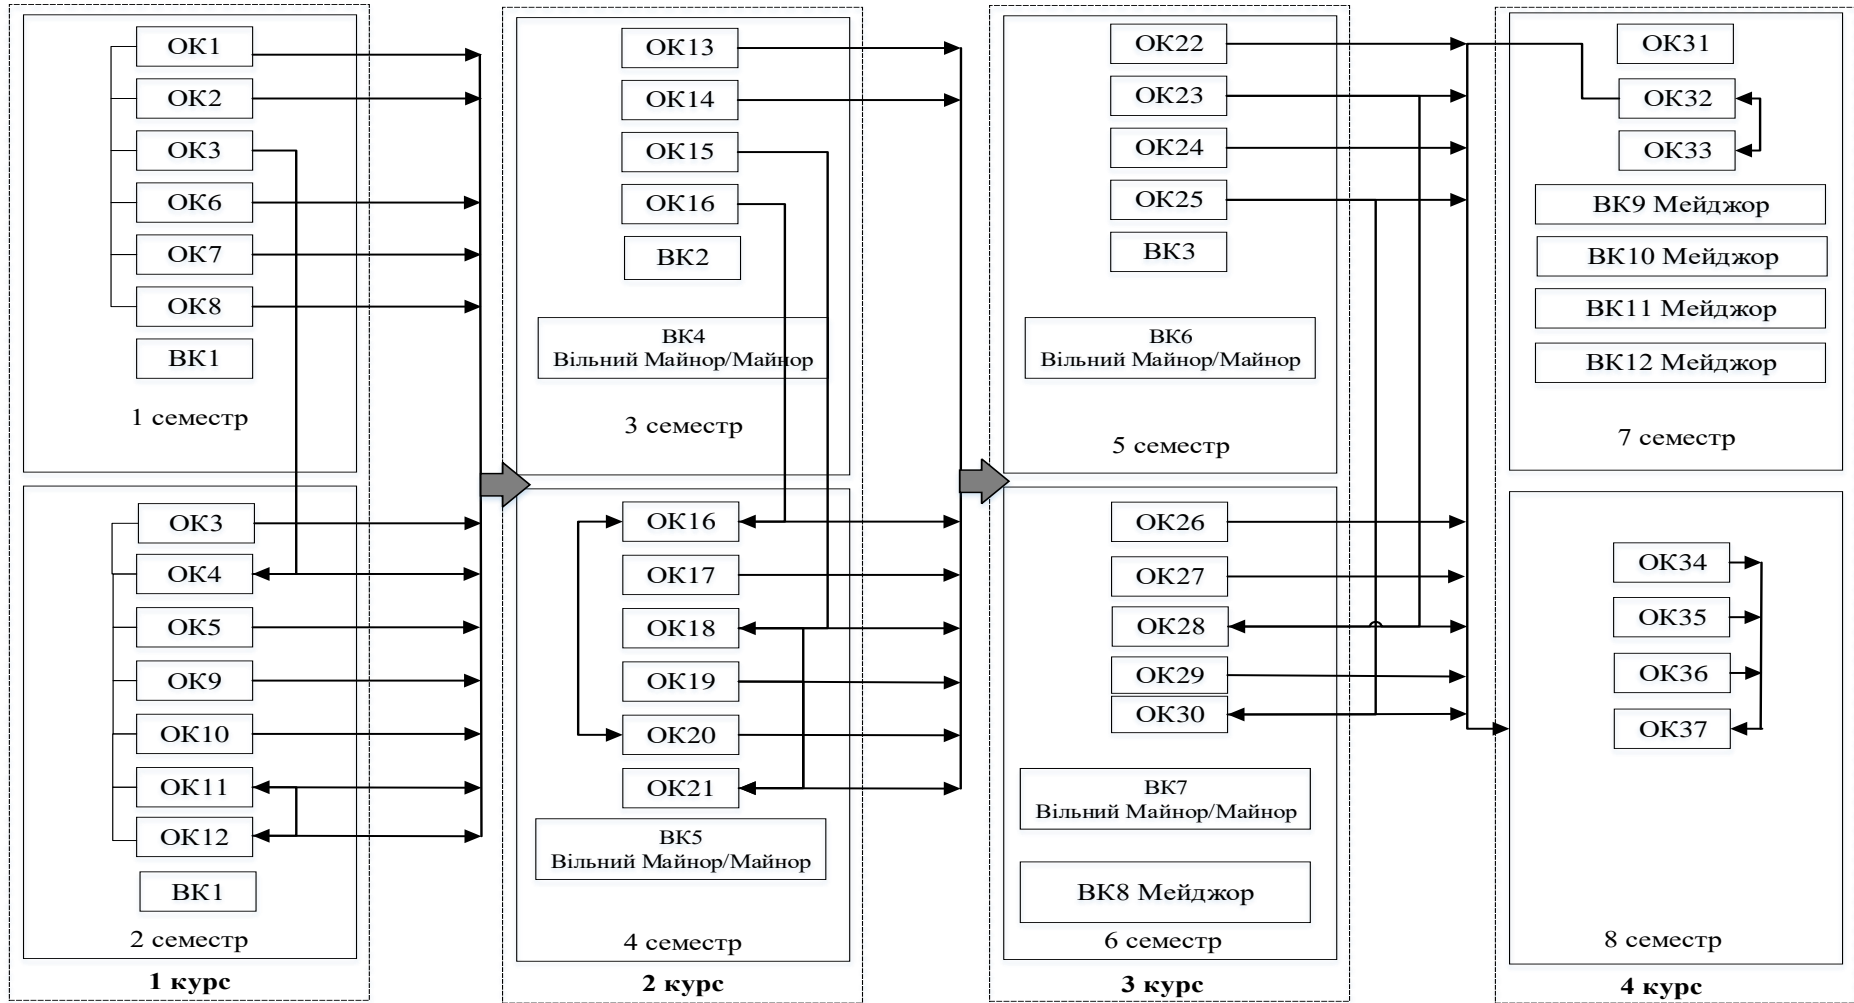 ОК1
ОК2
ОК3
ОК6
ОК7
ОК8
ВК1
1 семестр
ОК3
ОК4
ОК5
ОК9
ОК10
ОК11
ОК12
ВК1
2 семестр
1 курс
ОК13
ОК14
ОК15
ОК16
ВК2
ВК4
Вільний Майнор/Майнор
3 семестр
ОК16
ОК17
ОК18
ОК19
ОК20
ОК21
ВК5
Вільний Майнор/Майнор
4 семестр
2 курс
ОК22
ОК23
ОК24
ОК25
ВК3
ВК6
Вільний Майнор/Майнор
5 семестр
ОК26
ОК27
ОК28
ОК29
ОК30
ВК7
Вільний Майнор/Майнор
ВК8 Мейджор
6 семестр
3 курс
ОК31
ОК32
ОК33
ВК9 Мейджор
ВК10 Мейджор
ВК11 Мейджор
ВК12 Мейджор
7 семестр
ОК34
ОК35
ОК36
ОК37
8 семестр
4 курс